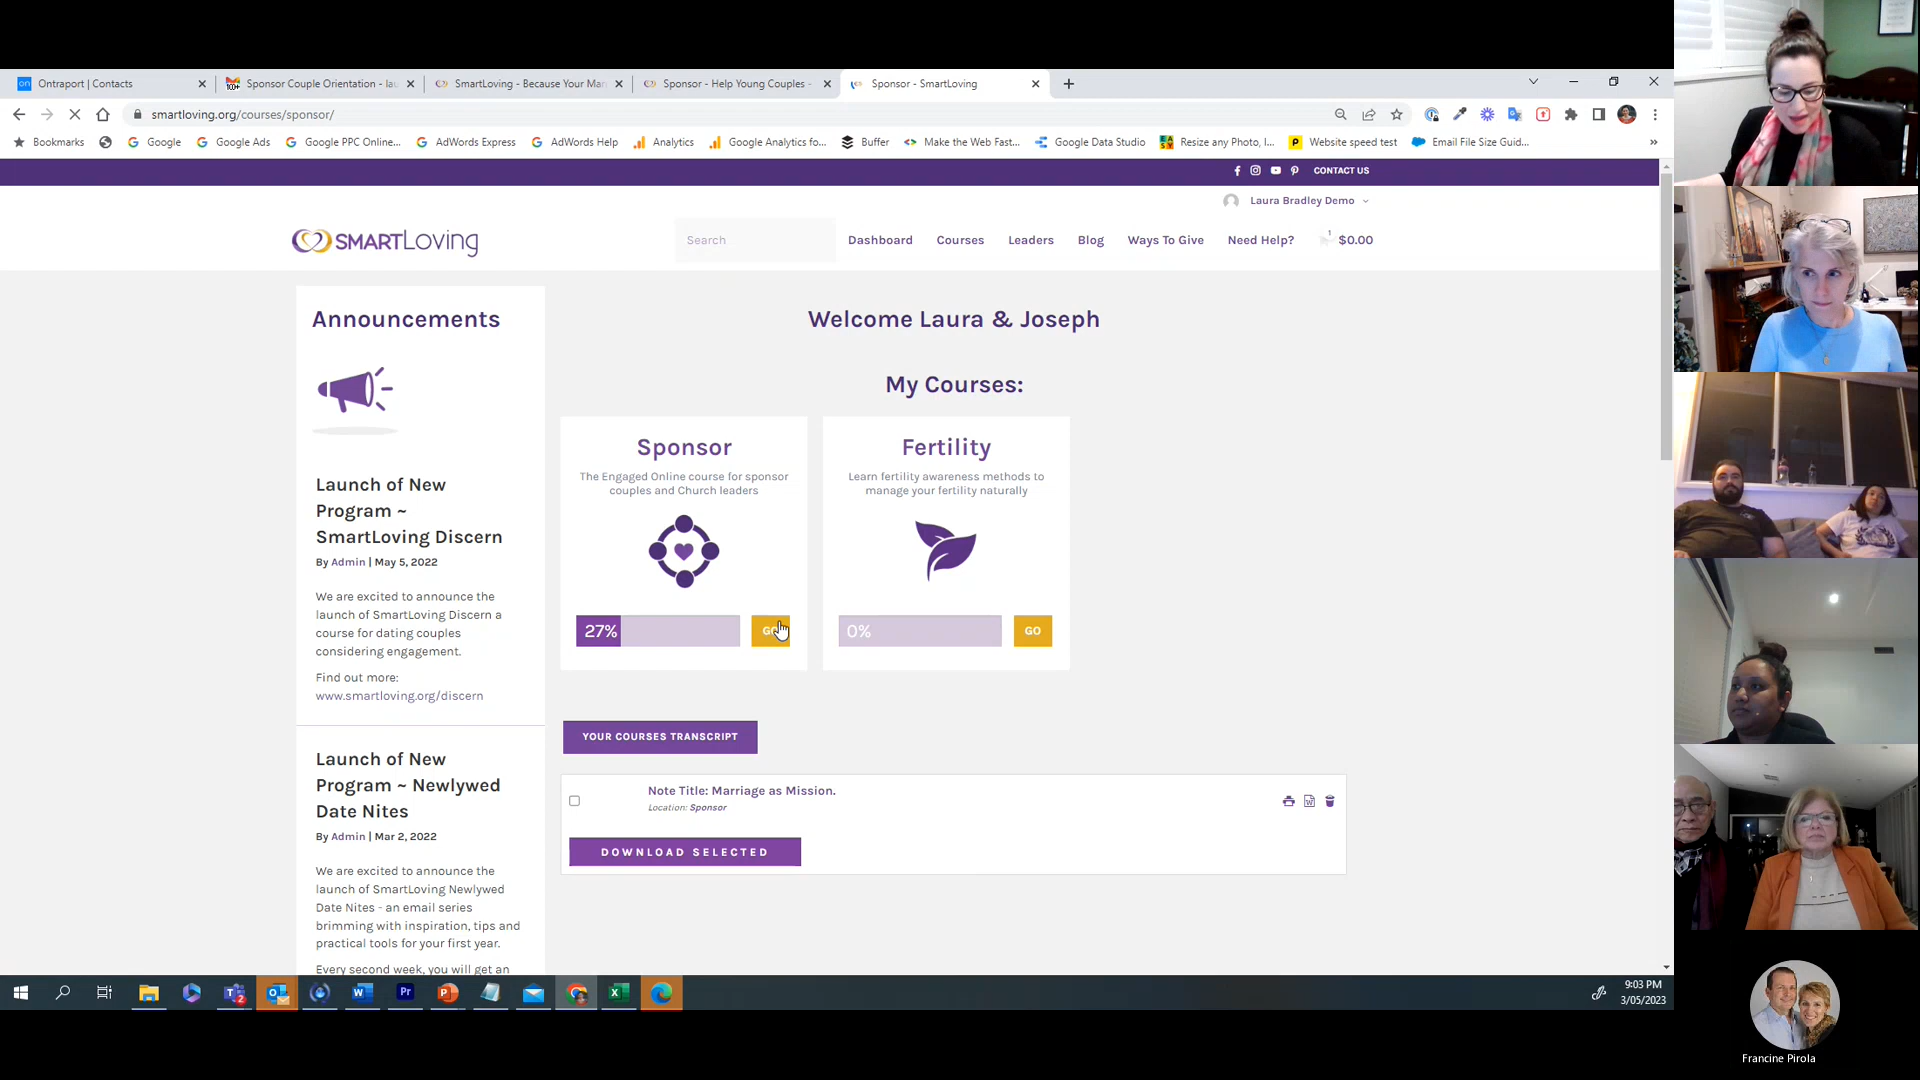 Ontraport | Contacts
Sponsor Couple Orientation - lau
SmartLoving - Because Your Marr
Sponsor - Help Young Couples -
Sponsor - SmartLoving
smartloving.org/courses/sponsor/
Bookmarks
Google
Google Ads
Google PPC Online...
AdWords Express
AdWords Help
Analytics
Google Analytics fo...
Buffer
Make the Web Fast...
Google Data Studio
Resize any Photo, I...
Website speed test
Email File Size Guid...
CONTACT US
Laura Bradley Demo
SMARTLoving
Search
Dashboard
Courses
Leaders
Blog
Ways To Give
Need Help?
1
$0.00
Announcements
Launch of New
Program ~
SmartLoving Discern
By Admin | May 5, 2022
We are excited to announce the
launch of SmartLoving Discern a
course for dating couples
considering engagement.
Find out more:
www.smartloving.org/discern
Launch of New
Program ~ Newlywed
Date Nites
By Admin | Mar 2, 2022
We are excited to announce the
launch of SmartLoving Newlywed
Date Nites - an email series
brimming with inspiration, tips and
practical tools for your first year.
Every second week, you will get an
Welcome Laura & Joseph
My Courses:
Sponsor
The Engaged Online course for sponsor
couples and Church leaders
27%
GO
Fertility
Learn fertility awareness methods to
manage your fertility naturally
0%
GO
YOUR COURSES TRANSCRIPT
Note Title: Marriage as Mission.
Location: Sponsor
DOWNLOAD SELECTED
9:03 PM
3/05/2023
Francine Pirola